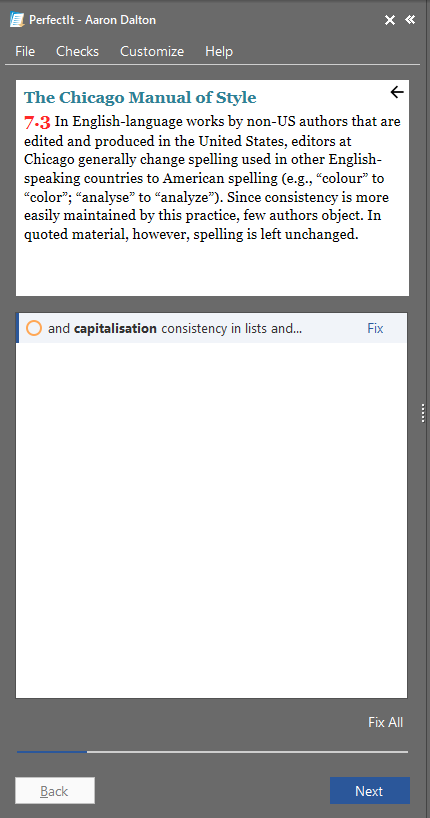 PerfectIt - Aaron Dalton
File Checks Customize Help
The Chicago Manual of Style
7.3 In English-language works by non-US authors that are
edited and produced in the United States, editors at
Chicago generally change spelling used in other English-
speaking countries to American spelling (e.g., “colour” to
“color”; “analyse” to “analyze”). Since consistency is more
easily maintained by this practice, few authors object. In
quoted material, however, spelling is left unchanged.
and capitalisation consistency in lists and... Fix
Fix All
Back Next